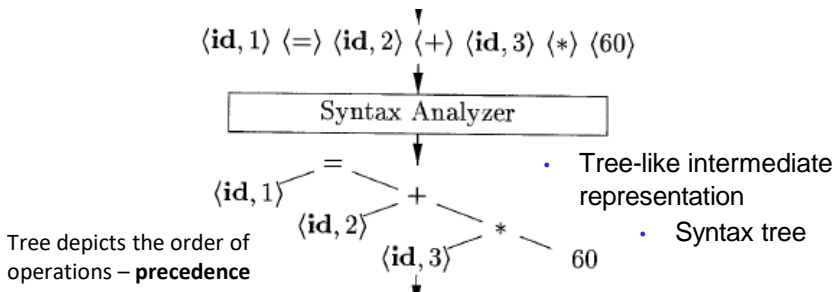 ⟨id, 1⟩ ⟨=⟩ ⟨id, 2⟩ ⟨+⟩ ⟨id, 3⟩ ⟨∗⟩ ⟨60⟩
Syntax Analyzer
=
⟨id, 1⟩
+
⟨id, 2⟩
∗
⟨id, 3⟩
60
• Tree-like intermediate
representation
• Syntax tree
Tree depicts the order of
operations – precedence